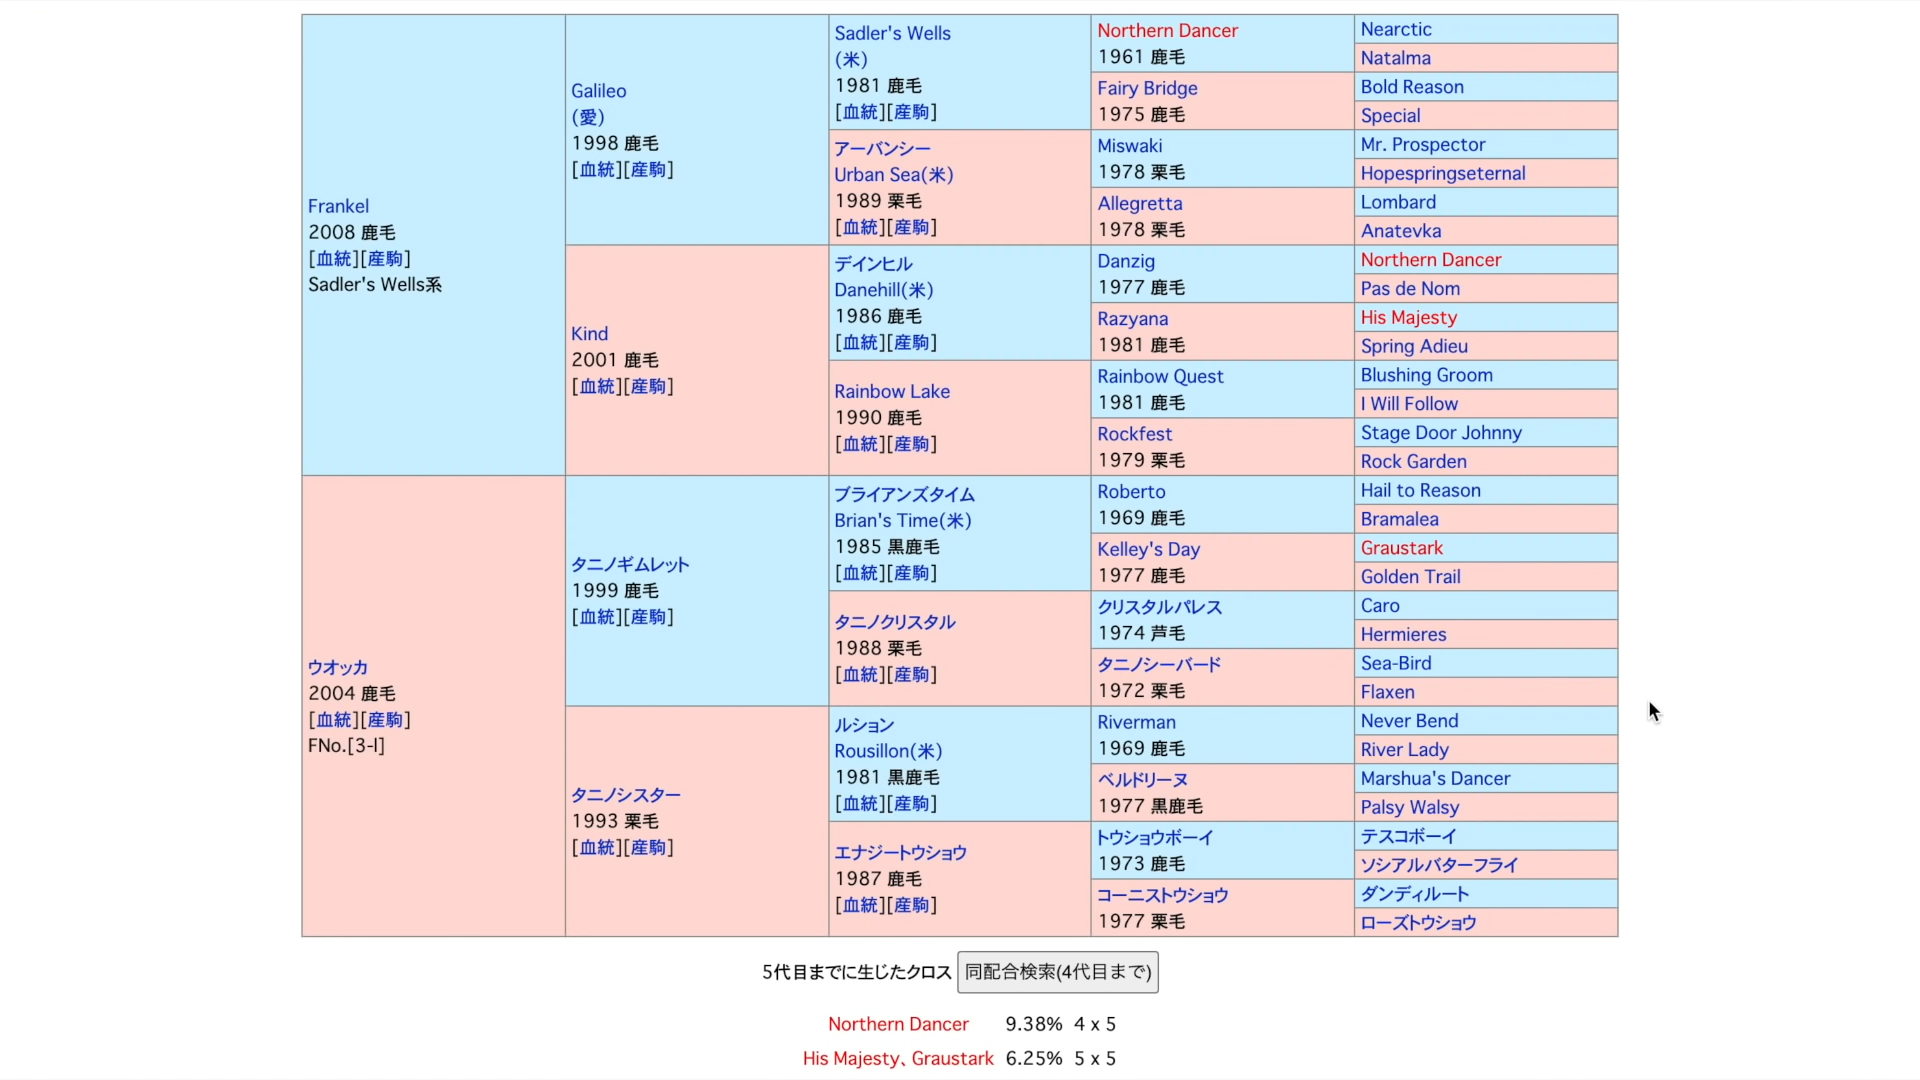 Frankel
2008 鹿毛
[血統][産駒]
Sadler's Wells系
Galileo
(愛)
1998 鹿毛
[血統][産駒]
Sadler's Wells
(米)
1981 鹿毛
[血統][産駒]
Northern Dancer
1961 鹿毛
Nearctic
Natalma
Fairy Bridge
1975 鹿毛
Bold Reason
Special
アーバンシー
Urban Sea(米)
1989 栗毛
[血統][産駒]
Miswaki
1978 栗毛
Mr. Prospector
Hopespringseternal
Allegretta
1978 栗毛
Lombard
Anatevka
Kind
2001 鹿毛
[血統][産駒]
デインヒル
Danehill(米)
1986 鹿毛
[血統][産駒]
Danzig
1977 鹿毛
Northern Dancer
Pas de Nom
Razyana
1981 鹿毛
His Majesty
Spring Adieu
Rainbow Lake
1990 鹿毛
[血統][産駒]
Rainbow Quest
1981 鹿毛
Blushing Groom
I Will Follow
Rockfest
1979 栗毛
Stage Door Johnny
Rock Garden
ウオッカ
2004 鹿毛
[血統][産駒]
FNo.[3-l]
タニノギムレット
1999 鹿毛
[血統][産駒]
ブライアンズタイム
Brian's Time(米)
1985 黒鹿毛
[血統][産駒]
Roberto
1969 鹿毛
Hail to Reason
Bramalea
Kelley's Day
1977 鹿毛
Graustark
Golden Trail
タニノクリスタル
1988 栗毛
[血統][産駒]
クリスタルパレス
1974 芦毛
Caro
Hermieres
タニノシーバード
1972 栗毛
Sea-Bird
Flaxen
タニノシスター
1993 栗毛
[血統][産駒]
ルション
Rousillon(米)
1981 黒鹿毛
[血統][産駒]
Riverman
1969 鹿毛
Never Bend
River Lady
ベルドリーヌ
1977 黒鹿毛
Marshua's Dancer
Palsy Walsy
エナジートウショウ
1987 鹿毛
[血統][産駒]
トウショウボーイ
1973 鹿毛
テスコボーイ
ソシアルバターフライ
コーニストウショウ
1977 栗毛
ダンディルート
ローズトウショウ
5代目までに生じたクロス 同配合検索(4代目まで)
Northern Dancer 9.38% 4 x 5
His Majesty、Graustark 6.25% 5 x 5